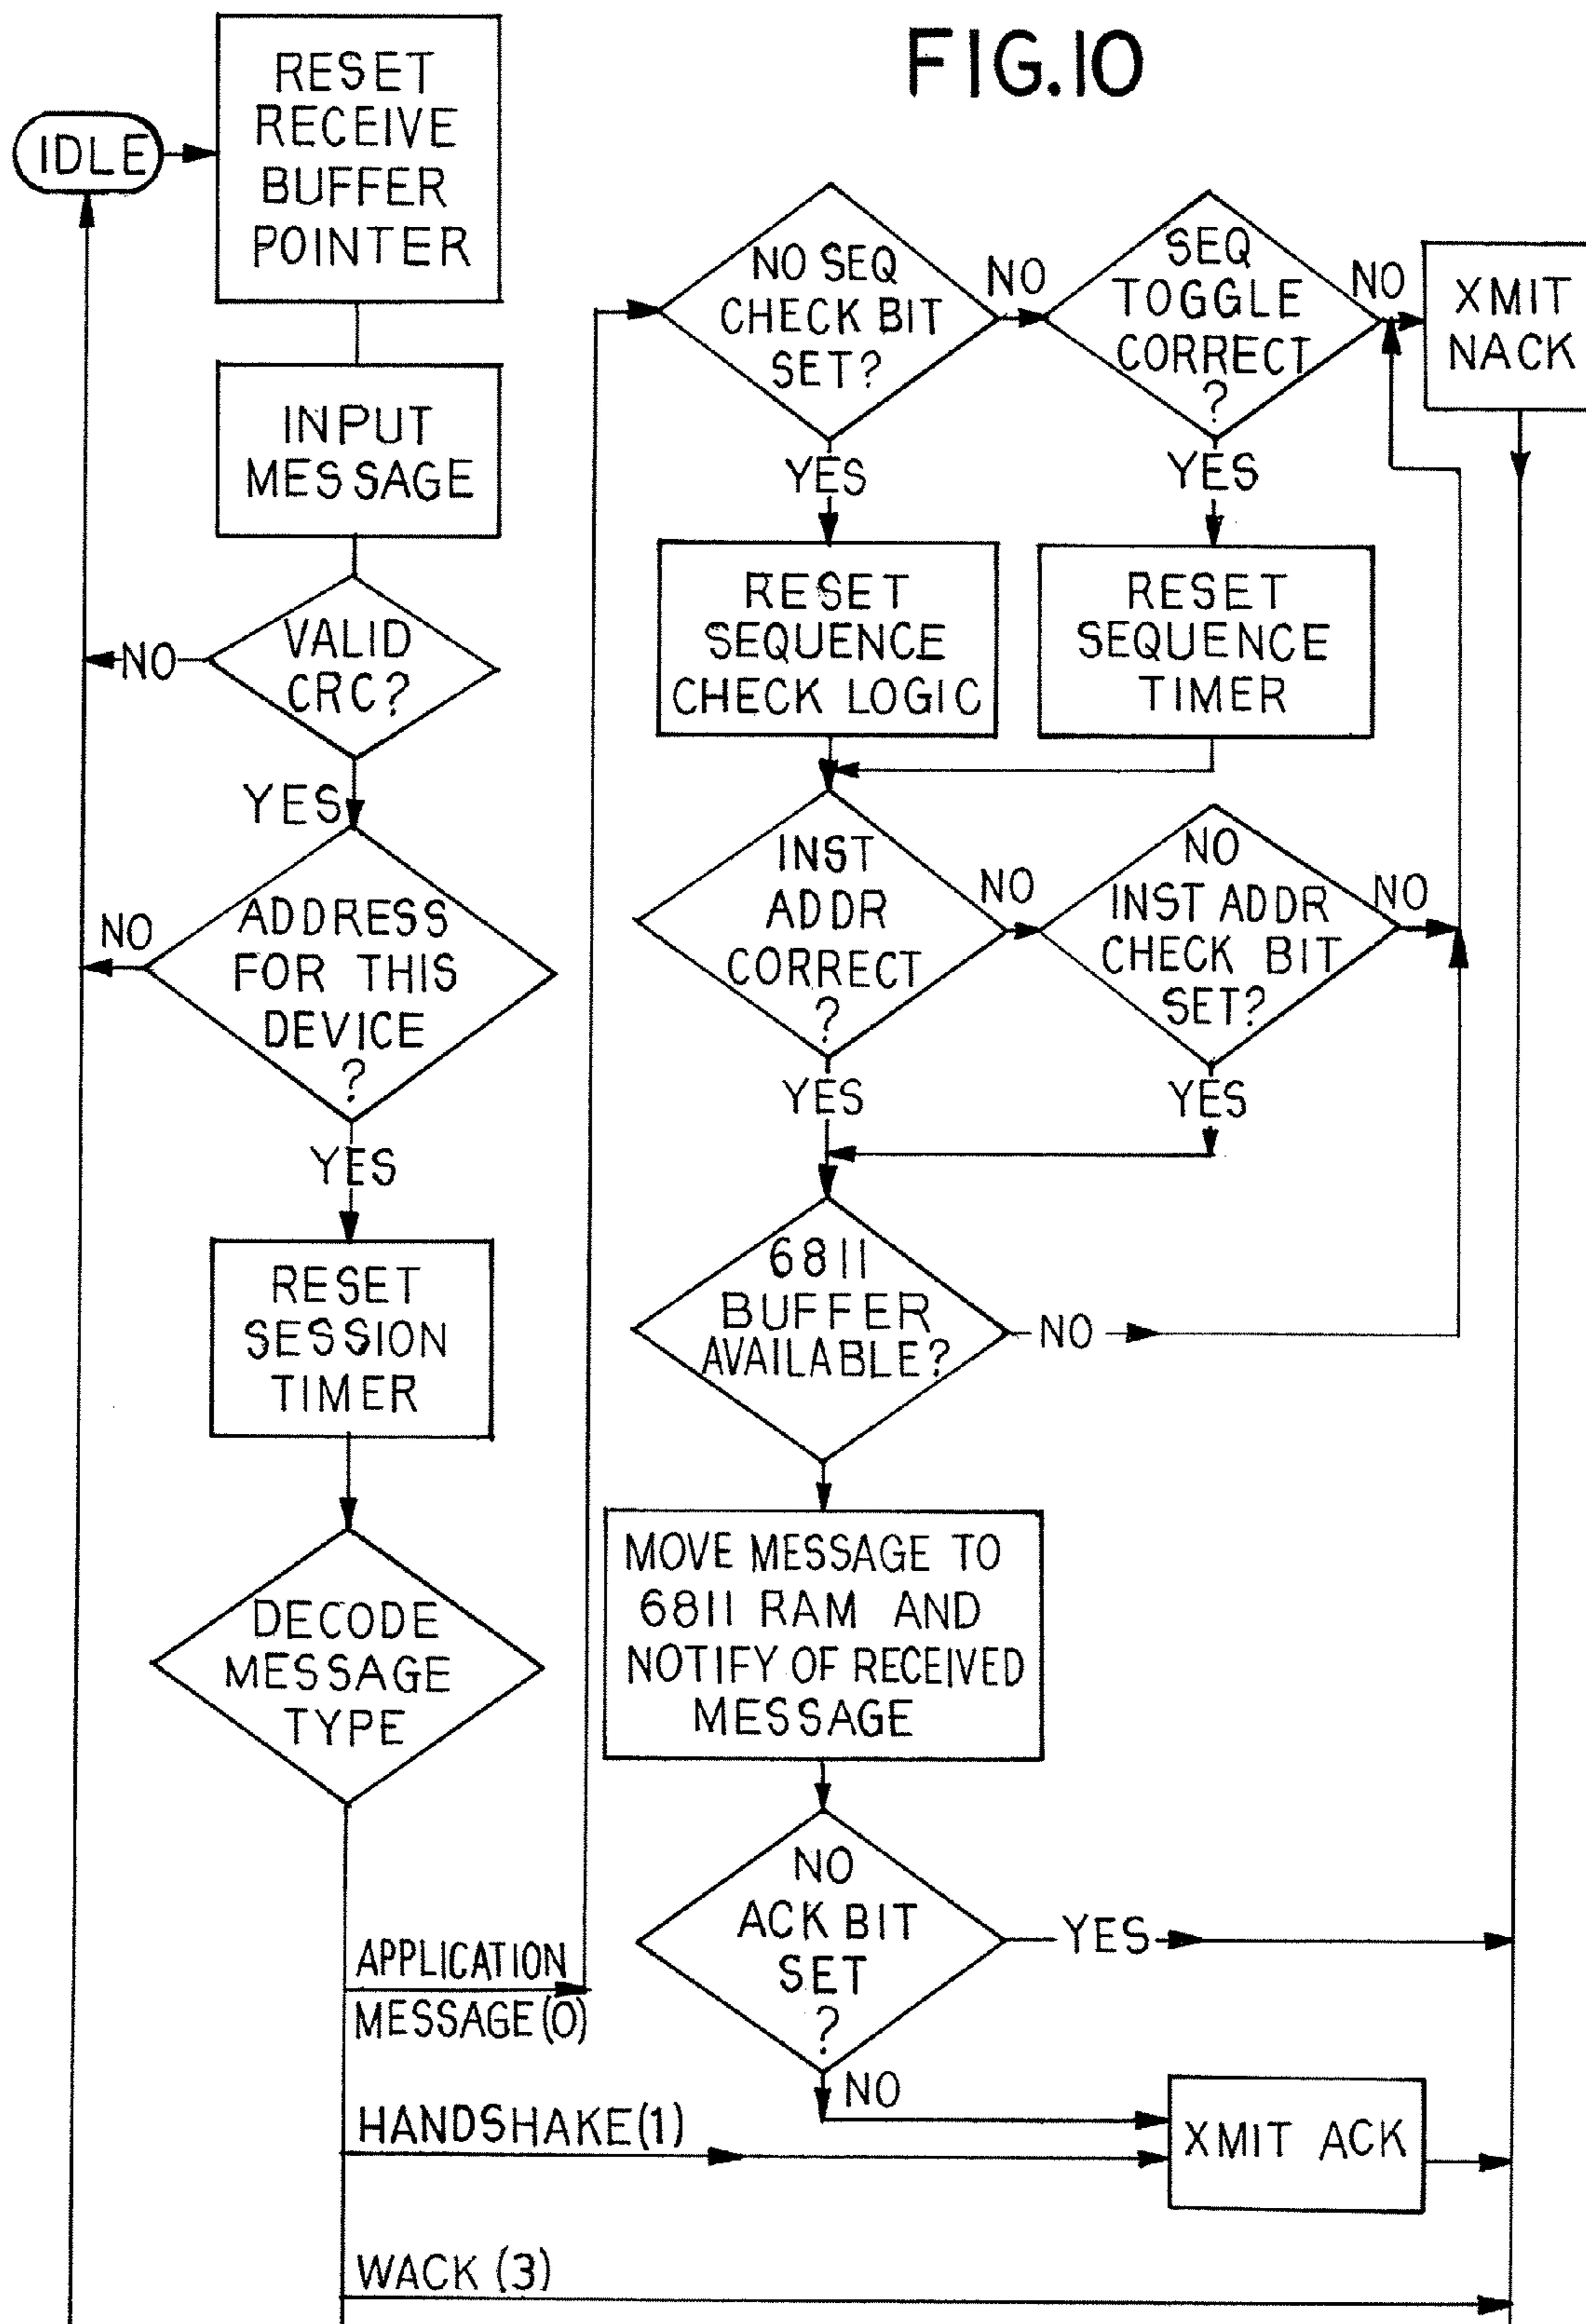 FIG.10
IDLE
RESET
RECEIVE
BUFFER
POINTER
INPUT
MESSAGE
VALID
CRC?
NO
YES
ADDRESS
FOR THIS
DEVICE
?
NO
YES
RESET
SESSION
TIMER
DECODE
MESSAGE
TYPE
APPLICATION
MESSAGE(0)
HANDSHAKE(1)
WACK (3)
NO SEQ
CHECK BIT
SET?
NO
YES
SEQ
TOGGLE
CORRECT
?
NO
YES
XMIT
NACK
RESET
SEQUENCE
CHECK LOGIC
RESET
SEQUENCE
TIMER
INST
ADDR
CORRECT
?
NO
YES
NO
INST ADDR
CHECK BIT
SET?
NO
YES
6811
BUFFER
AVAILABLE?
NO
MOVE MESSAGE TO
6811 RAM AND
NOTIFY OF RECEIVED
MESSAGE
NO
ACK BIT
SET
?
YES
NO
XMIT ACK